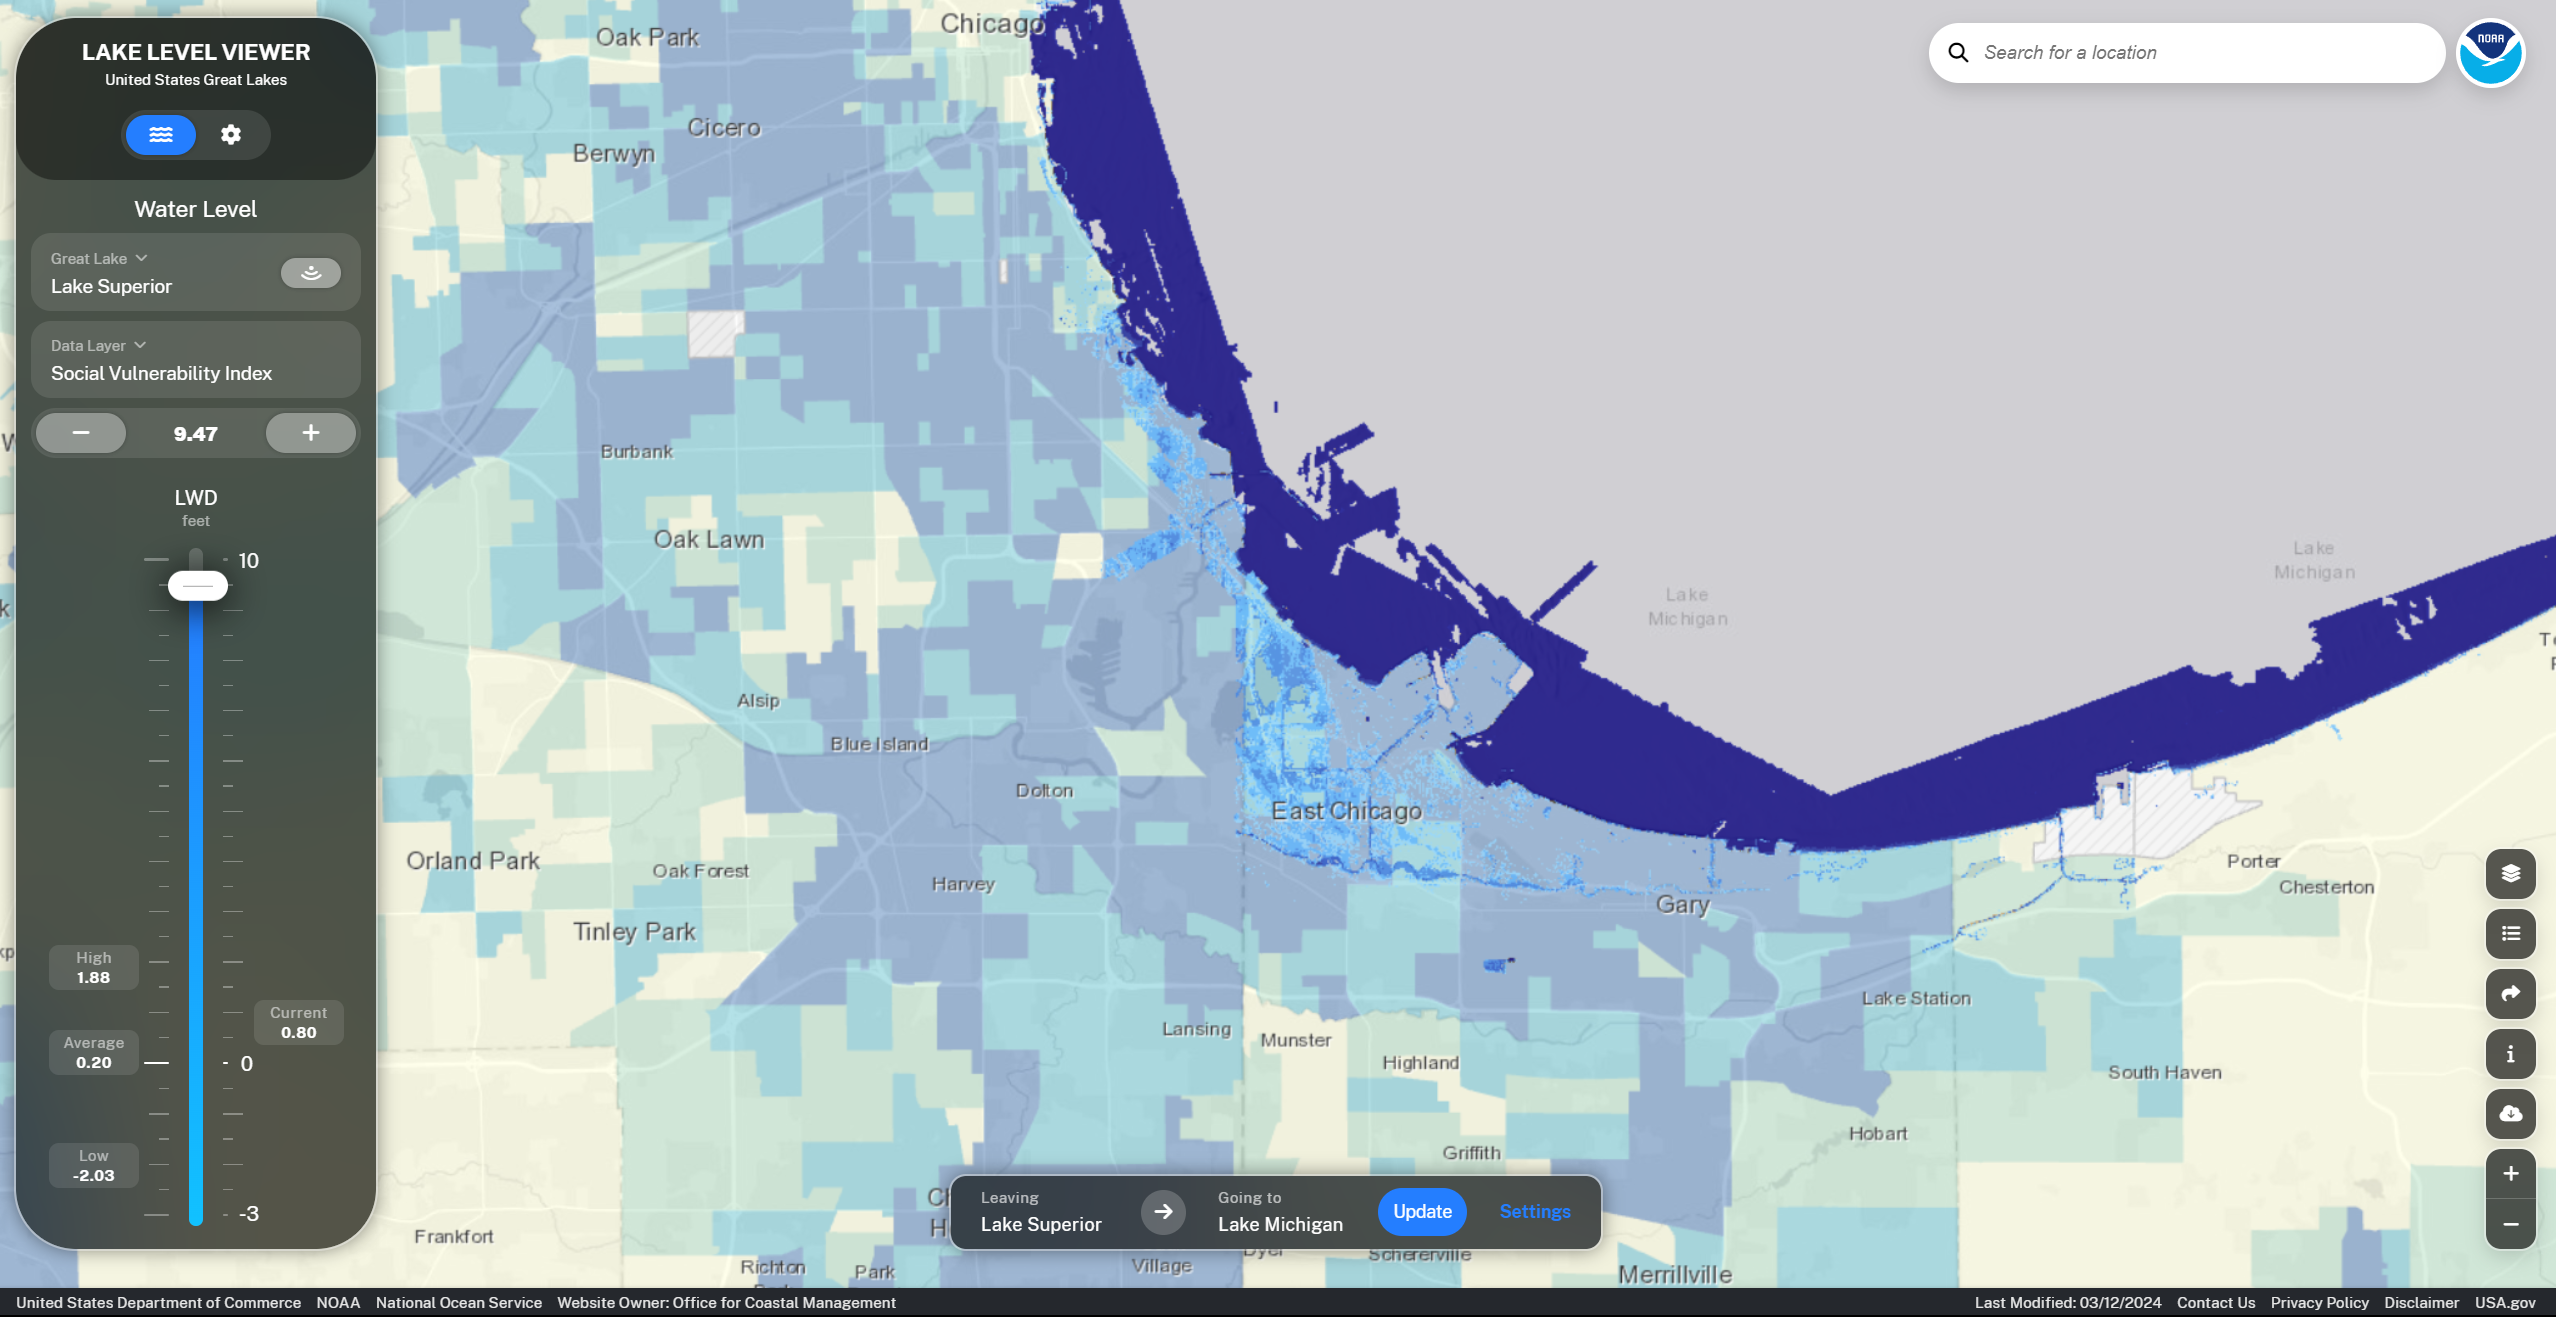 LAKE LEVEL VIEWER
United States Great Lakes
Water Level
Great Lake
Lake Superior
Data Layer
Social Vulnerability Index
9.47
LWD
feet
10
High
1.88
Current
0.80
Average
0.20
0
Low
-2.03
-3
Search for a location
NOAA
Chicago
Oak Park
Cicero
Berwyn
Burbank
Oak Lawn
Lake
Michigan
Lake
Michigan
Alsip
Blue Island
Dolton
East Chicago
Orland Park
Oak Forest
Harvey
Porter
Chesterton
Gary
Tinley Park
Lansing
Munster
Lake Station
Highland
South Haven
Hobart
Griffith
Leaving
Lake Superior
Going to
Lake Michigan
Update
Settings
Frankfort
Dyer
Schererville
Richton
Park
Village
Merrillville
United States Department of Commerce NOAA National Ocean Service Website Owner: Office for Coastal Management
Last Modified: 03/12/2024 Contact Us Privacy Policy Disclaimer USA.gov